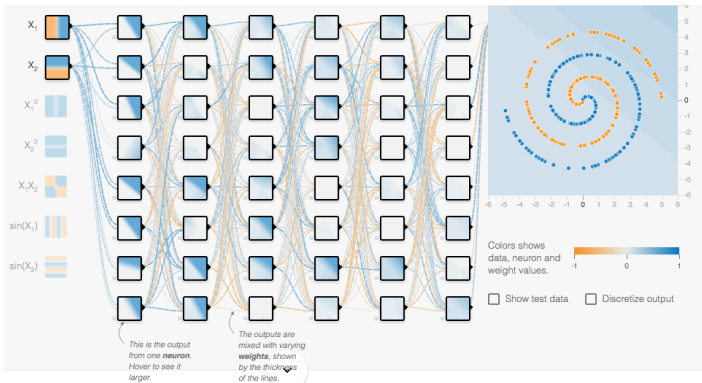 X1
X2
X1²
X2²
X1X2
sin(X1)
sin(X2)
This is the output
from one neuron.
Hover to see it
larger.
The outputs are
mixed with varying
weights, shown
by the thickness
of the lines.
6
5
4
3
2
1
0
-1
-2
-3
-4
-5
-6
-6 -5 -4 -3 -2 -1 0 1 2 3 4 5 6
Colors shows
data, neuron and
weight values.
-1 0 1
Show test data
Discretize output